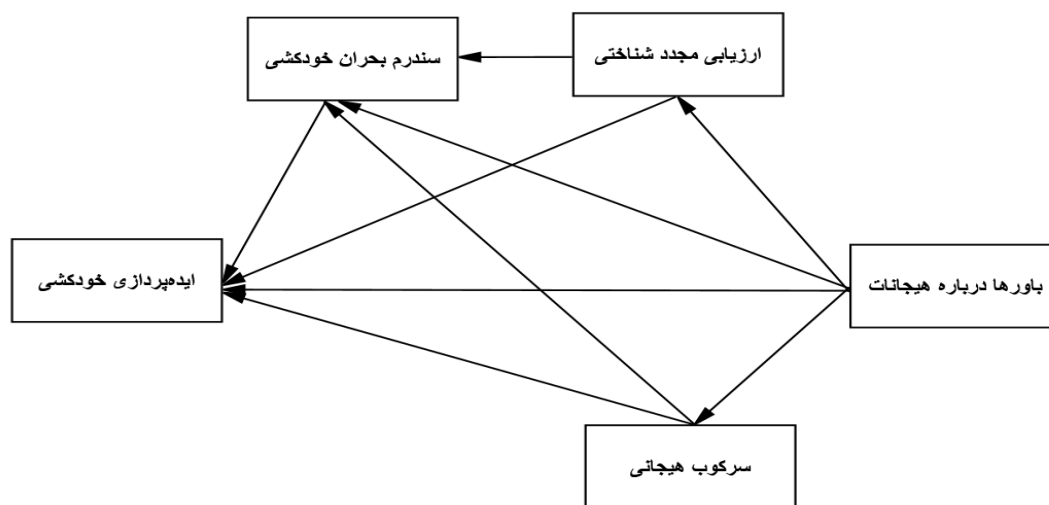 ارزیابی مجدد شناختی
سندرم بحران خودکشی
باورها درباره هیجانات
ایده‌پردازی خودکشی
سرکوب هیجانی